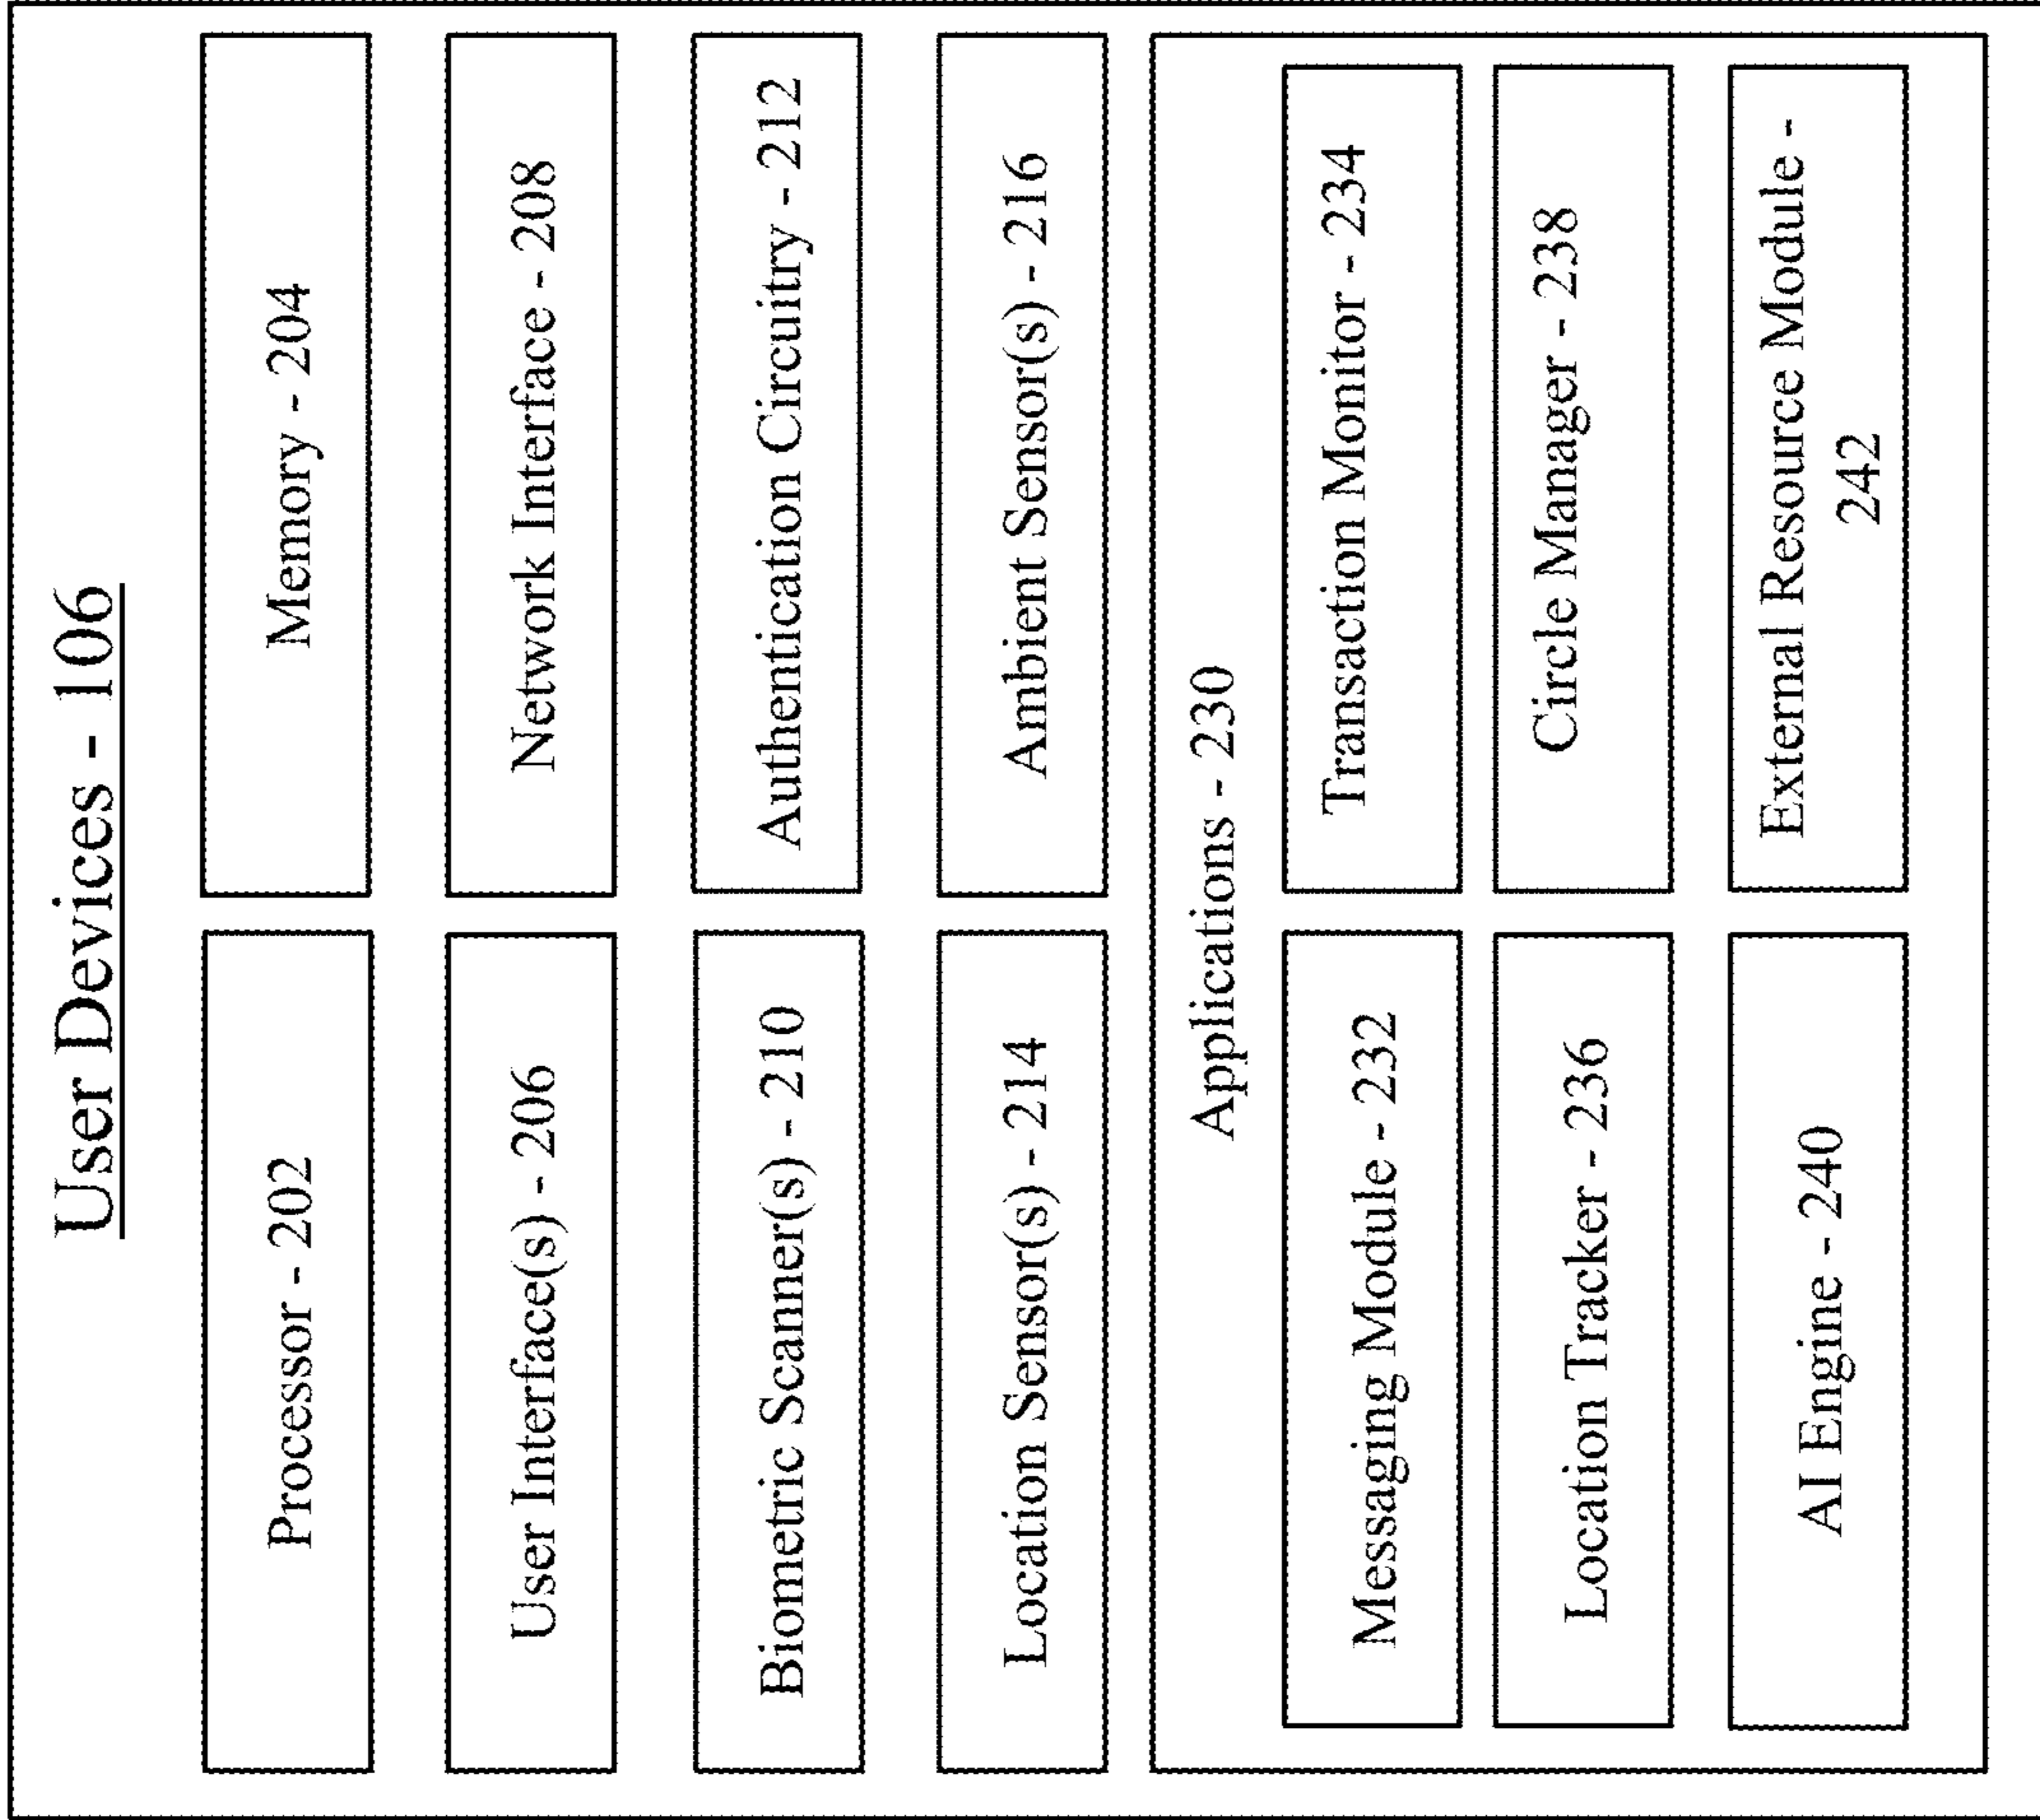 User Devices - 106
Processor - 202
Memory - 204
User Interface(s) - 206
Network Interface - 208
Biometric Scanner(s) - 210
Authentication Circuitry - 212
Location Sensor(s) - 214
Ambient Sensor(s) - 216
Applications - 230
Messaging Module - 232
Transaction Monitor - 234
Location Tracker - 236
Circle Manager - 238
AI Engine - 240
External Resource Module -
242